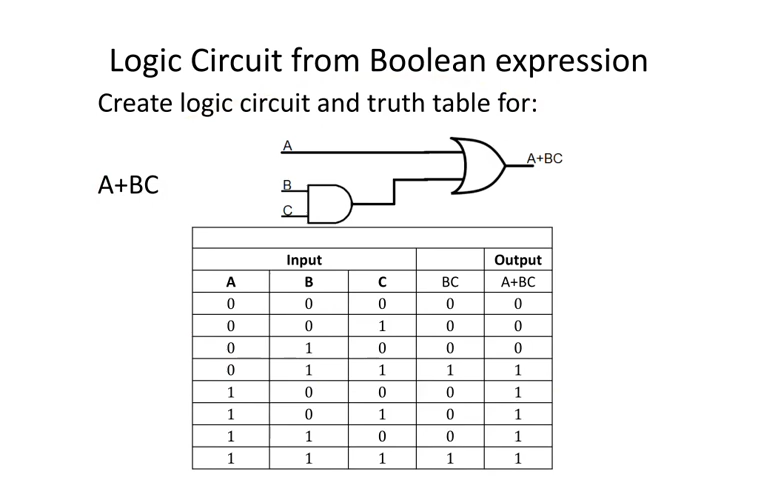 Logic Circuit from Boolean expression
Create logic circuit and truth table for:
A
A+BC
A+BC
B
C
Input Output
A B C BC A+BC
0 0 0 0 0
0 0 1 0 0
0 1 0 0 0
0 1 1 1 1
1 0 0 0 1
1 0 1 0 1
1 1 0 0 1
1 1 1 1 1